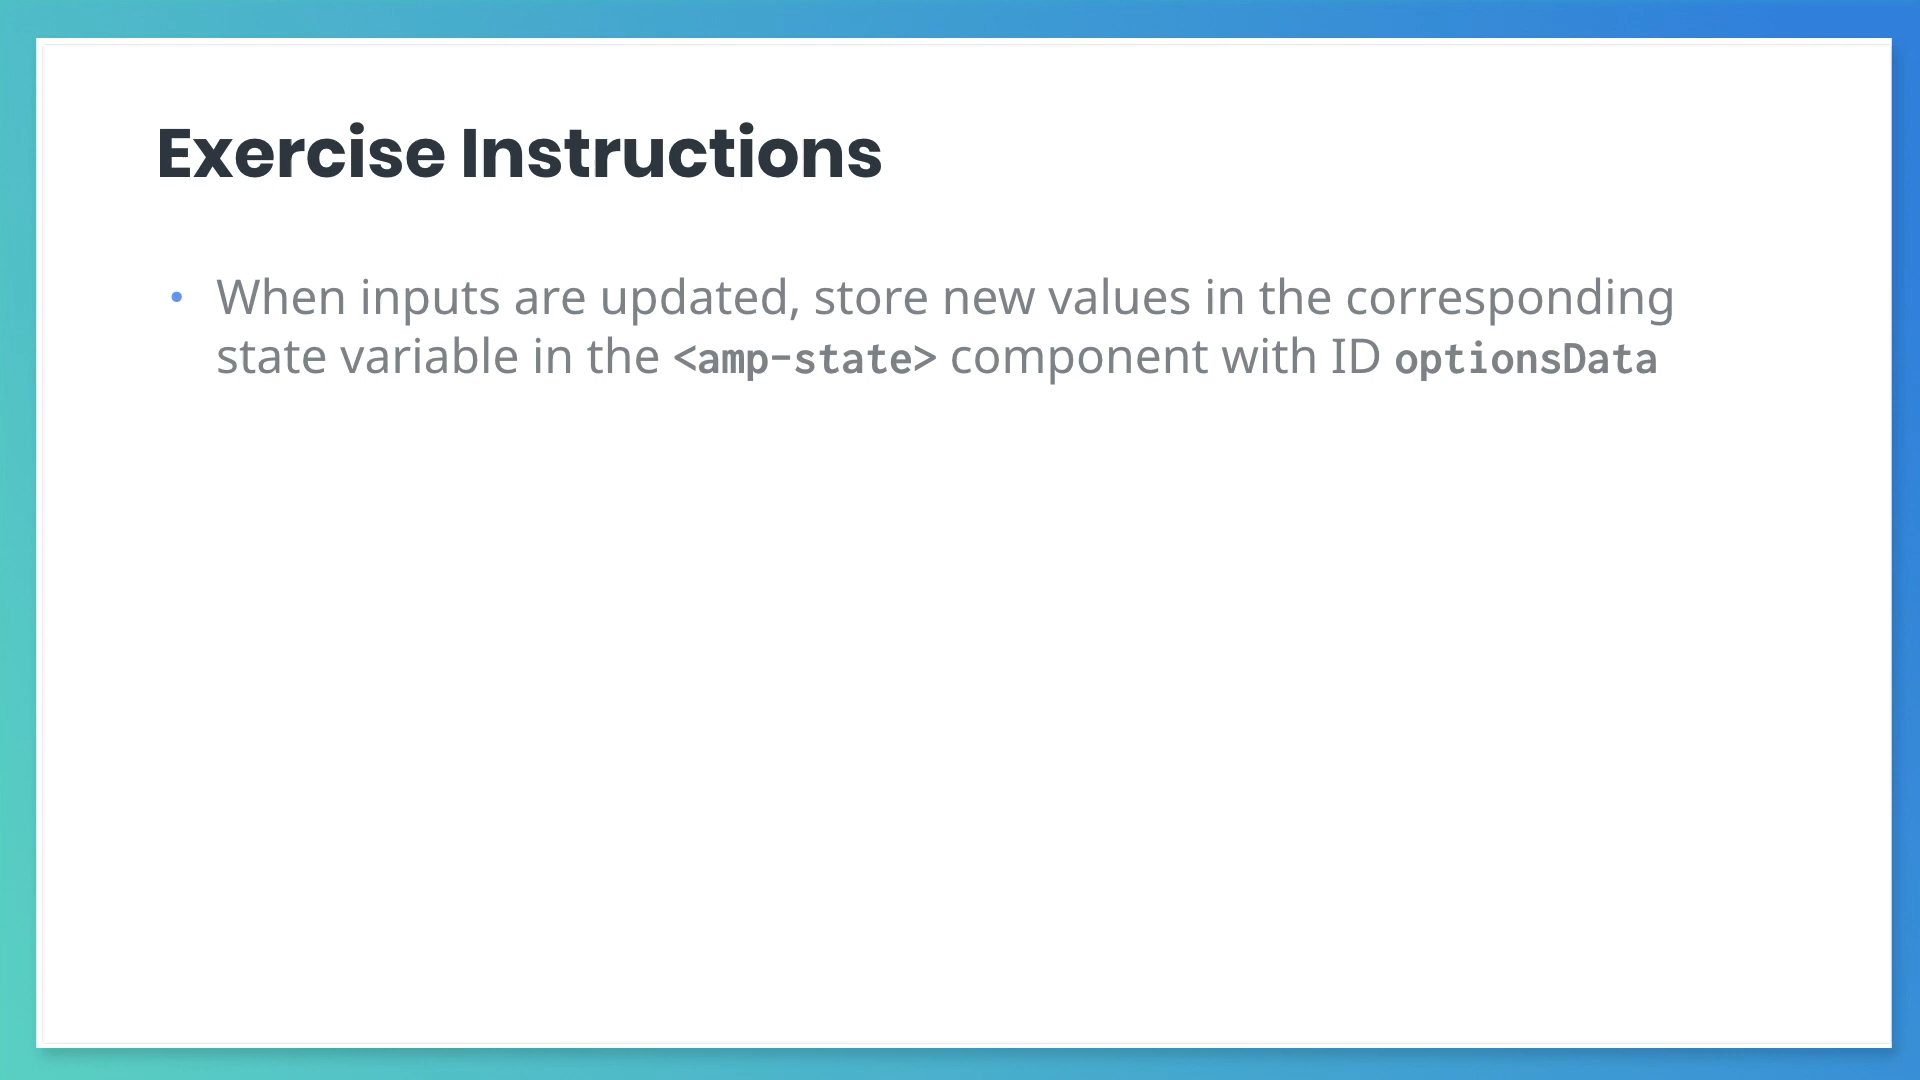 Exercise Instructions
• When inputs are updated, store new values in the corresponding
state variable in the <amp-state> component with ID optionsData